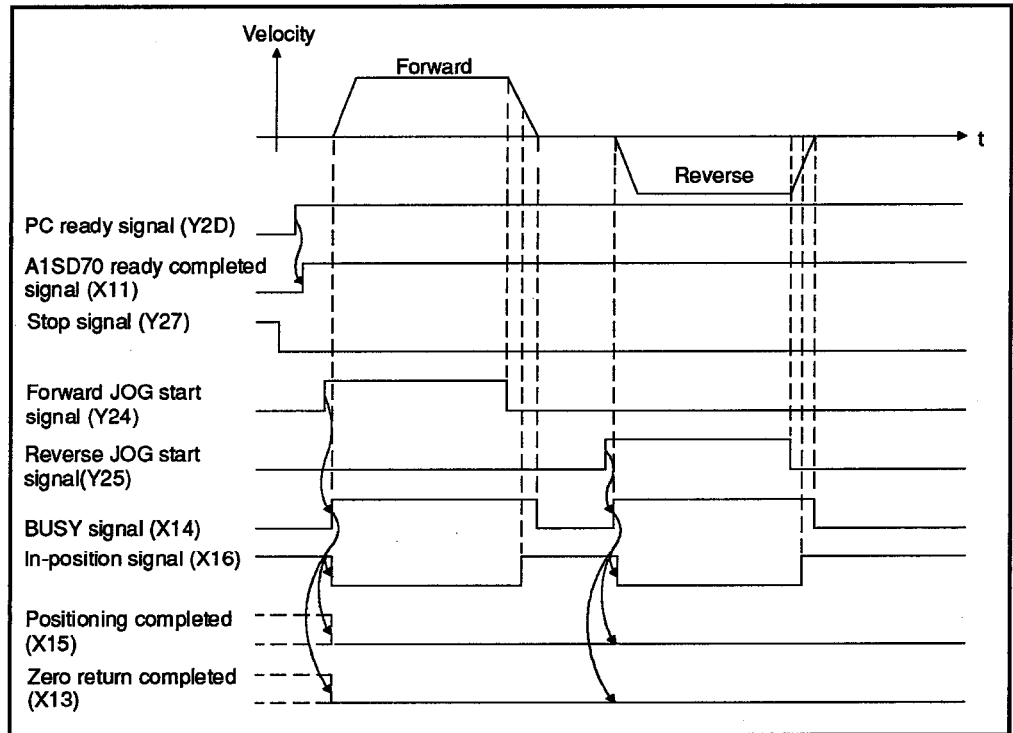 Velocity
Forward
t
Reverse
PC ready signal (Y2D)
A1SD70 ready completed
signal (X11)
Stop signal (Y27)
Forward JOG start
signal (Y24)
Reverse JOG start
signal(Y25)
BUSY signal (X14)
In-position signal (X16)
Positioning completed
(X15)
Zero return completed
(X13)